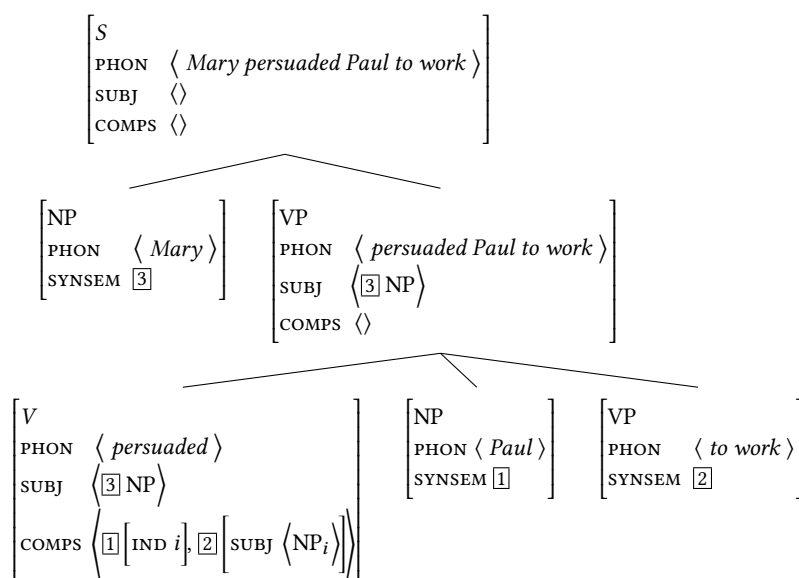 S
PHON ⟨ Mary persuaded Paul to work ⟩
SUBJ ⟨⟩
COMPS ⟨⟩
NP
PHON ⟨ Mary ⟩
SYNSEM 3
VP
PHON ⟨ persuaded Paul to work ⟩
SUBJ ⟨ 3 NP ⟩
COMPS ⟨⟩
V
PHON ⟨ persuaded ⟩
SUBJ ⟨ 3 NP ⟩
COMPS ⟨ 1 [IND i], 2 [SUBJ ⟨NPi⟩]⟩
NP
PHON ⟨ Paul ⟩
SYNSEM 1
VP
PHON ⟨ to work ⟩
SYNSEM 2